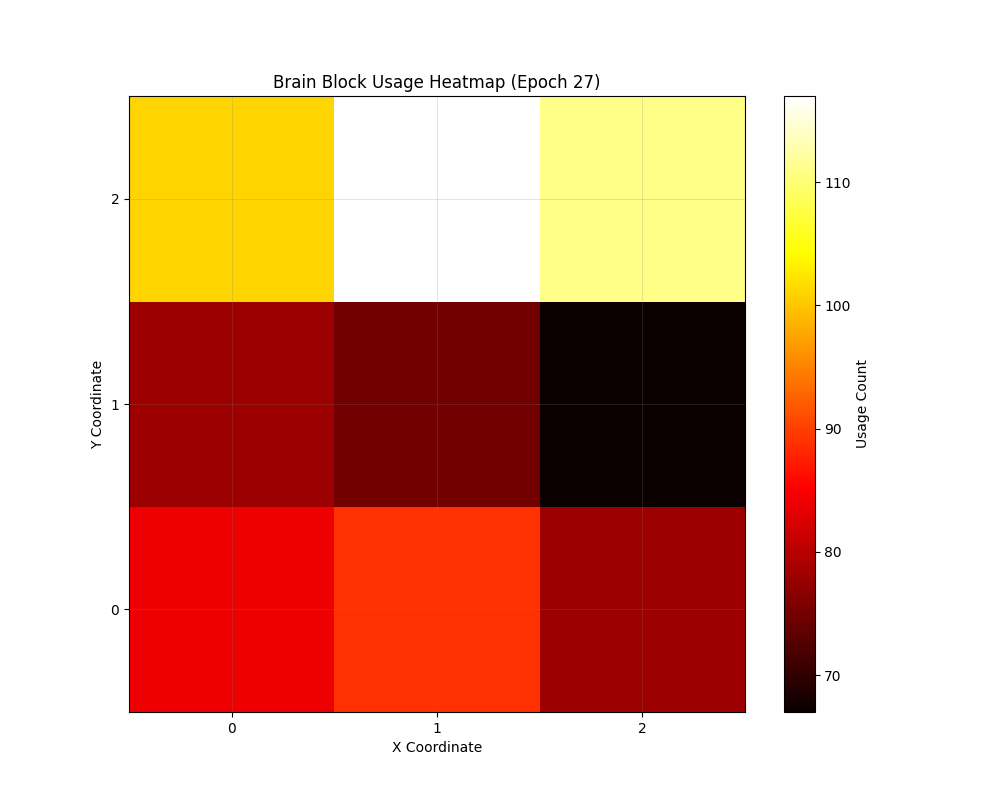 Brain Block Usage Heatmap (Epoch 27)
2
1
0
Y Coordinate
0 1 2
X Coordinate
110
100
90
80
70
Usage Count